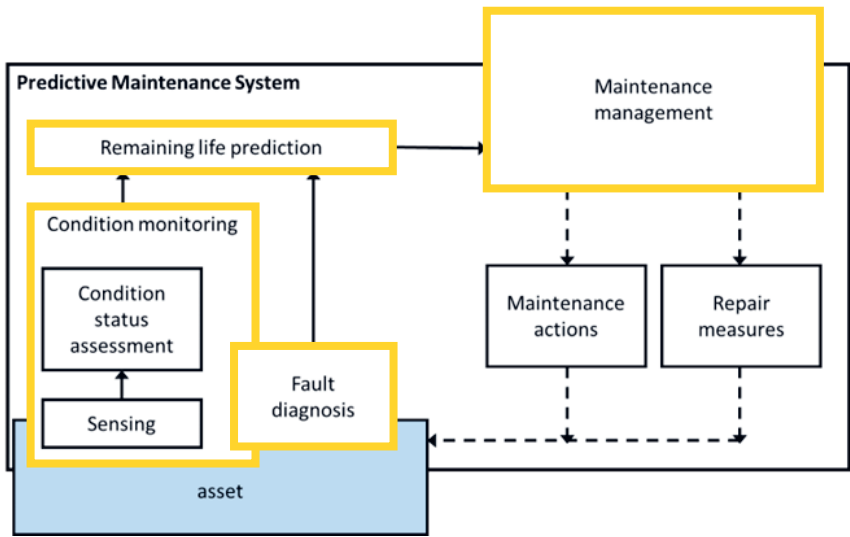 Predictive Maintenance System
Maintenance
management
Remaining life prediction
Condition monitoring
Condition
status
assessment
Sensing
Fault
diagnosis
Maintenance
actions
Repair
measures
asset